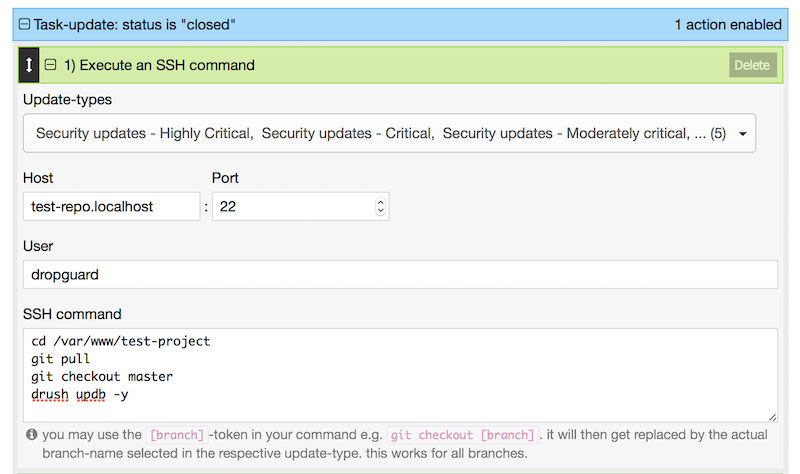 Task-update: status is "closed" 1 action enabled
1) Execute an SSH command Delete
Update-types
Security updates - Highly Critical, Security updates - Critical, Security updates - Moderately critical, ... (5)
Host Port
test-repo.localhost : 22
User
dropguard
SSH command
cd /var/www/test-project
git pull
git checkout master
drush updb -y
you may use the [branch] -token in your command e.g. git checkout [branch] . it will then get replaced by the actual
branch-name selected in the respective update-type. this works for all branches.